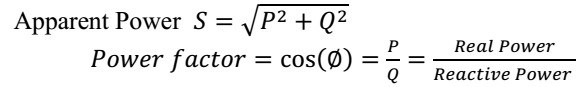 Apparent Power S = √(P² + Q²)
Power factor = cos(Ø) = P/Q = Real Power/Reactive Power